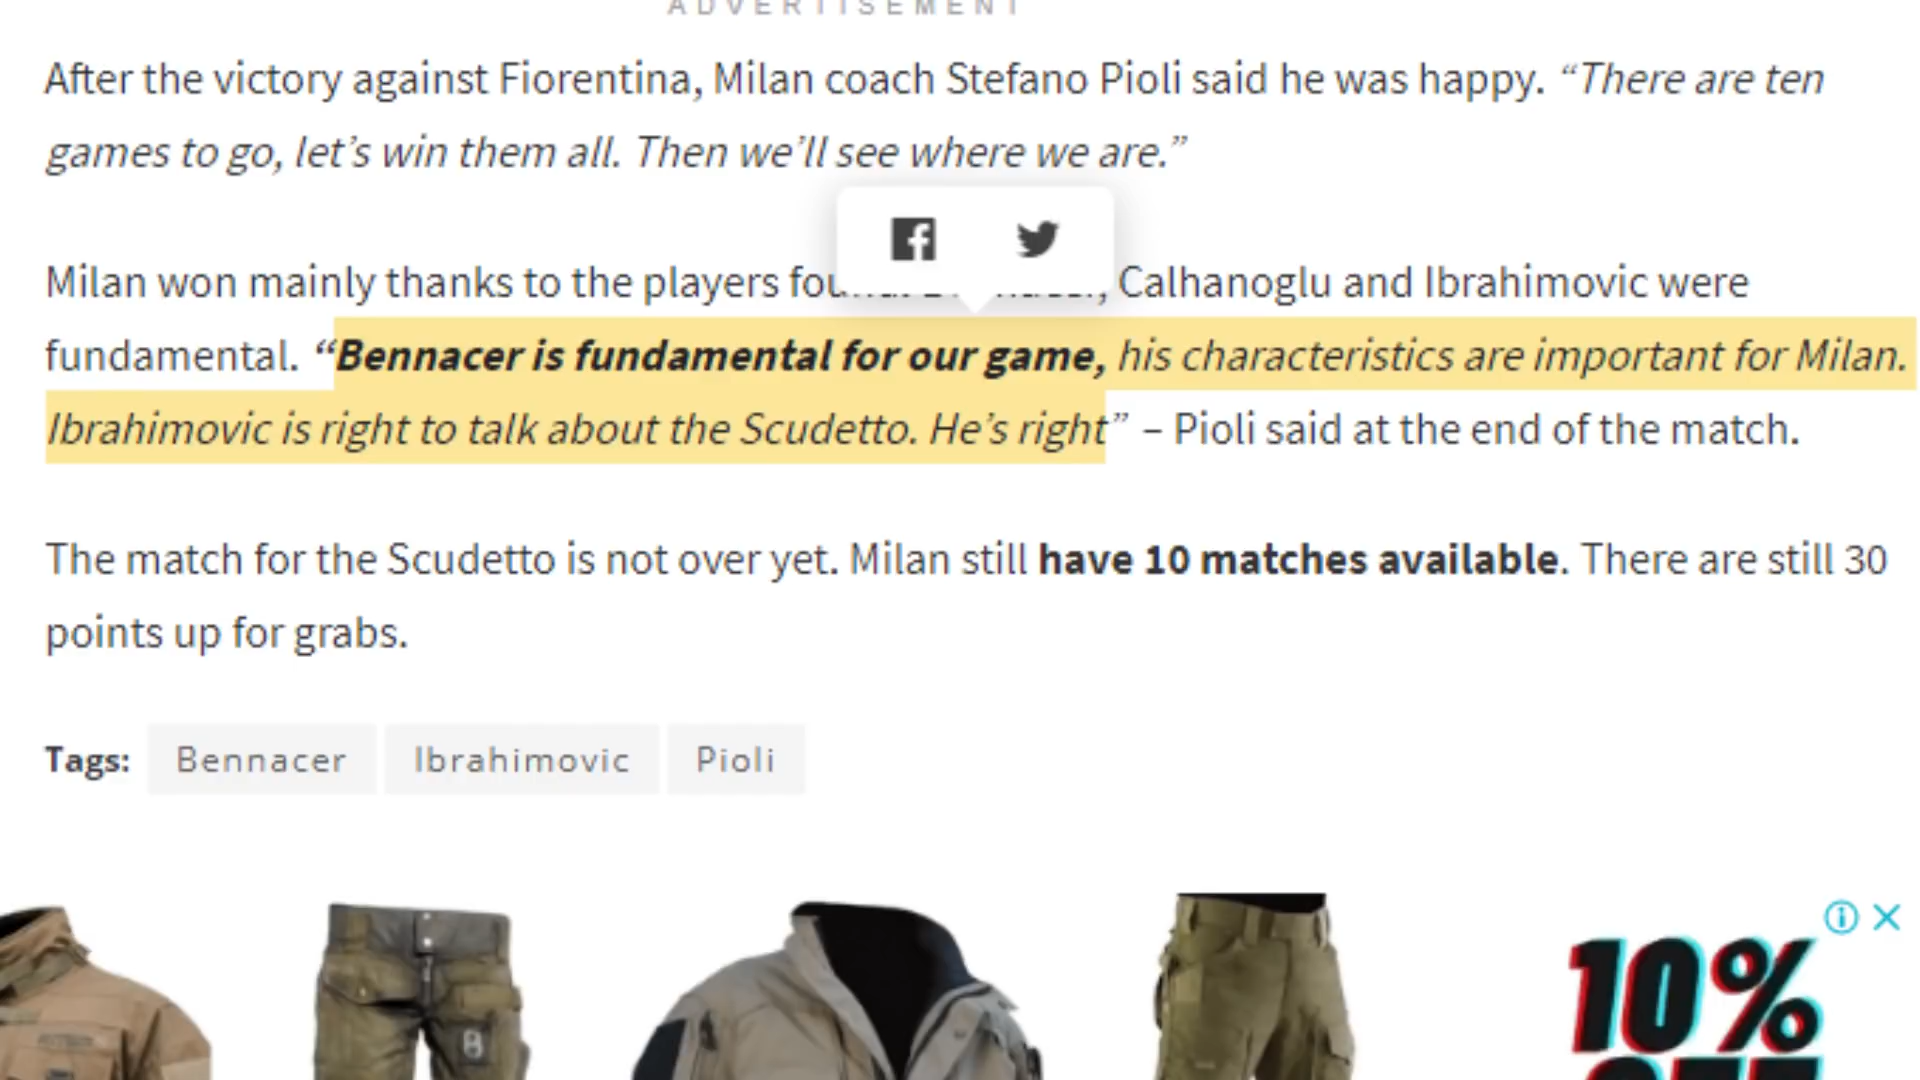 ADVERTISEMENT
After the victory against Fiorentina, Milan coach Stefano Pioli said he was happy. “There are ten
games to go, let’s win them all. Then we’ll see where we are.”
Milan won mainly thanks to the players Calhanoglu and Ibrahimovic were
fundamental. “Bennacer is fundamental for our game, his characteristics are important for Milan.
Ibrahimovic is right to talk about the Scudetto. He’s right” – Pioli said at the end of the match.
The match for the Scudetto is not over yet. Milan still have 10 matches available. There are still 30
points up for grabs.
Tags: Bennacer Ibrahimovic Pioli
10%
OFF